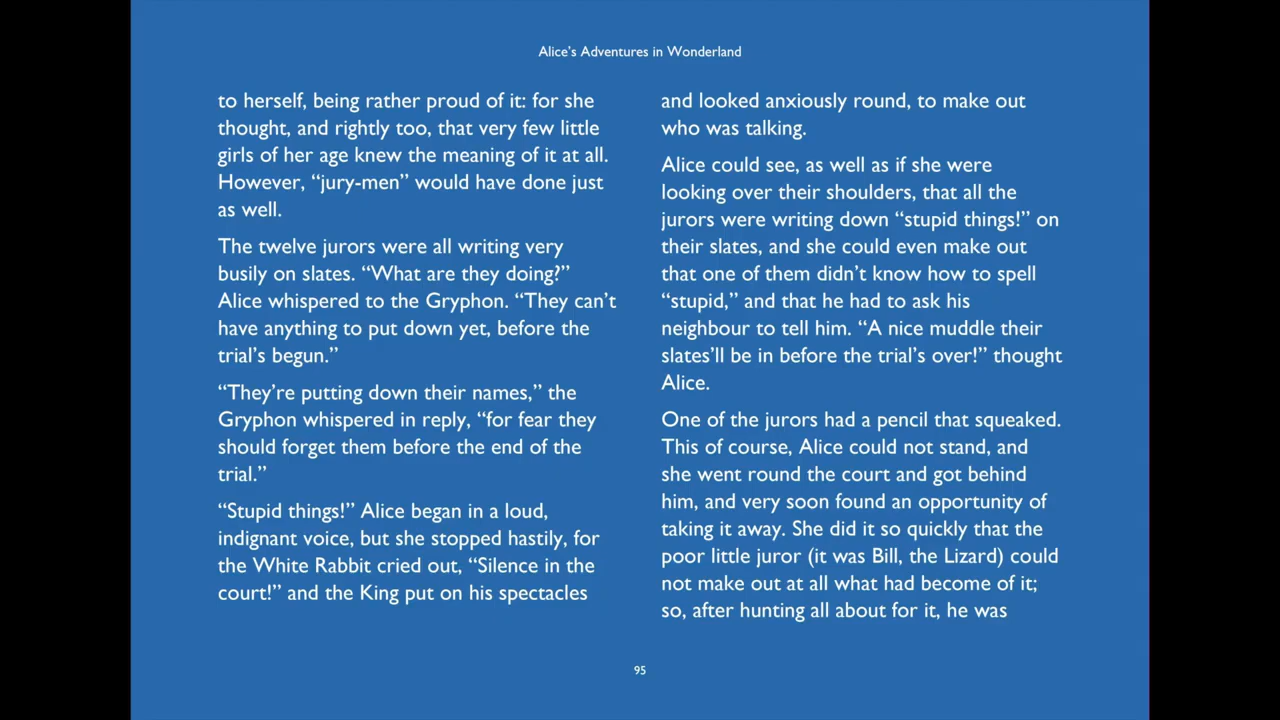 Alice’s Adventures in Wonderland
to herself, being rather proud of it: for she
thought, and rightly too, that very few little
girls of her age knew the meaning of it at all.
However, “jury-men” would have done just
as well.
The twelve jurors were all writing very
busily on slates. “What are they doing?”
Alice whispered to the Gryphon. “They can’t
have anything to put down yet, before the
trial’s begun.”
“They’re putting down their names,” the
Gryphon whispered in reply, “for fear they
should forget them before the end of the
trial.”
“Stupid things!” Alice began in a loud,
indignant voice, but she stopped hastily, for
the White Rabbit cried out, “Silence in the
court!” and the King put on his spectacles
and looked anxiously round, to make out
who was talking.
Alice could see, as well as if she were
looking over their shoulders, that all the
jurors were writing down “stupid things!” on
their slates, and she could even make out
that one of them didn’t know how to spell
“stupid,” and that he had to ask his
neighbour to tell him. “A nice muddle their
slates’ll be in before the trial’s over!” thought
Alice.
One of the jurors had a pencil that squeaked.
This of course, Alice could not stand, and
she went round the court and got behind
him, and very soon found an opportunity of
taking it away. She did it so quickly that the
poor little juror (it was Bill, the Lizard) could
not make out at all what had become of it;
so, after hunting all about for it, he was
95